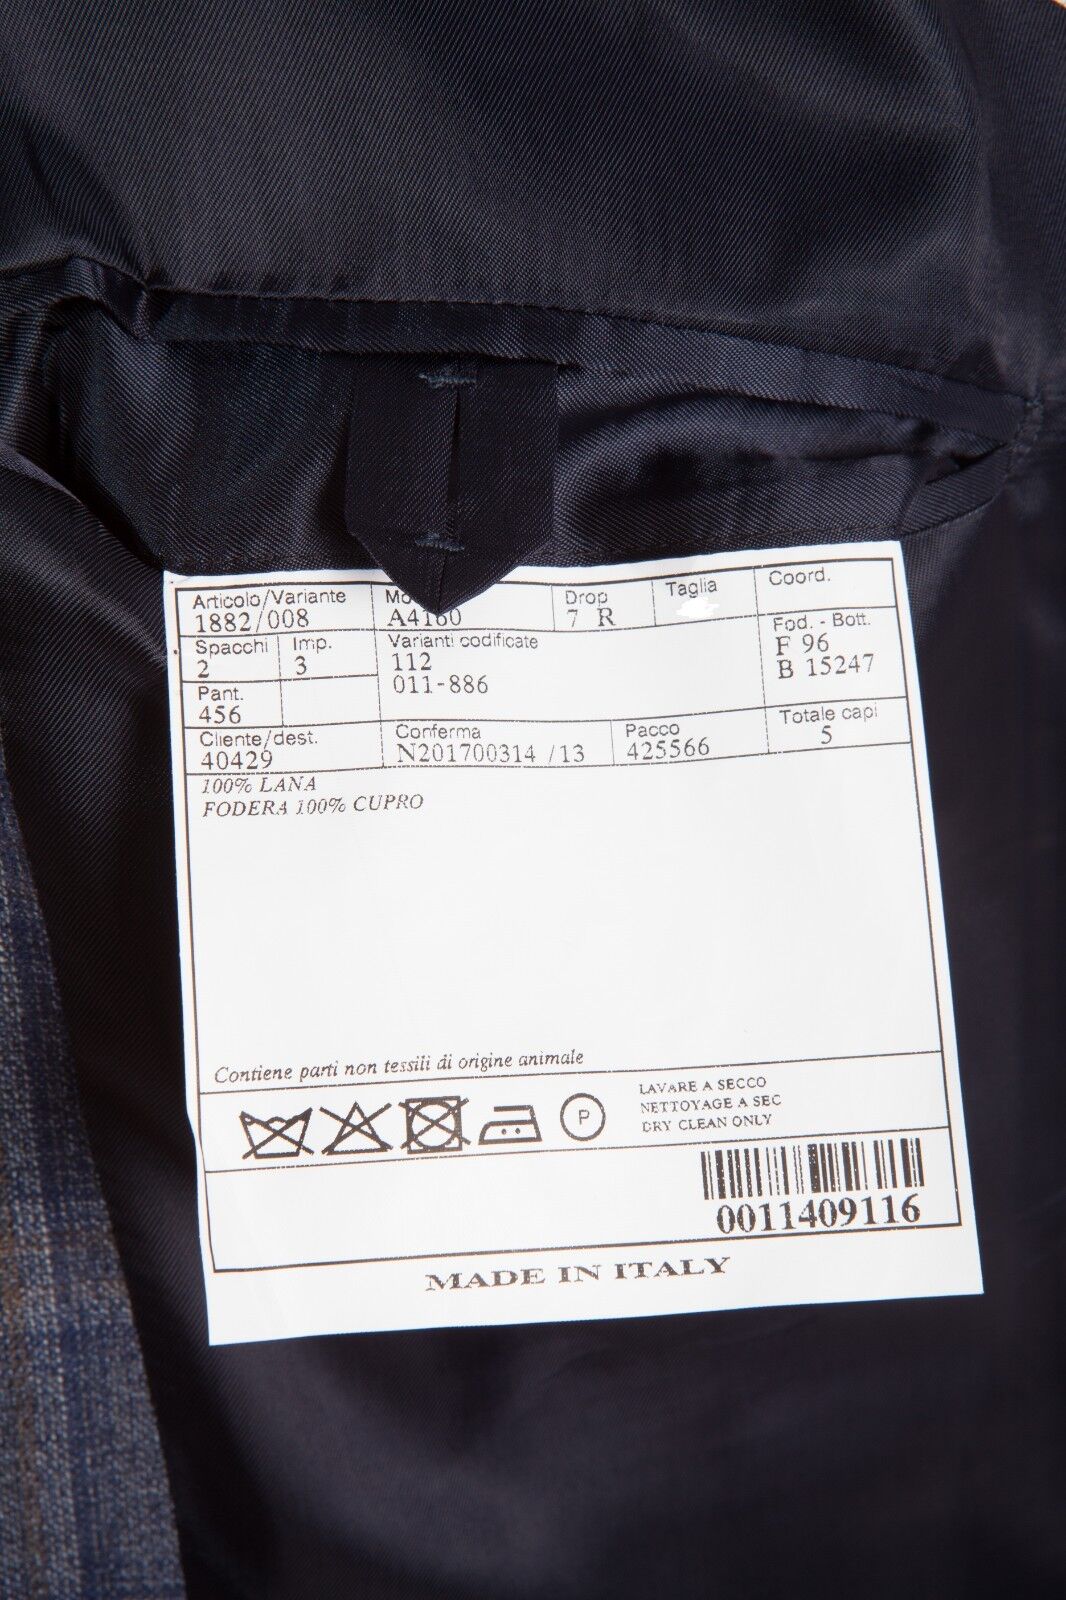 Articolo/Variante Drop Taglia Coord.
1882/008 A4160 7 R
Spacchi Imp. Varianti codificate Fod. - Bott.
2 3 112 F 96
011-886 B 15247
Pant.
456
Cliente/dest. Conferma Pacco Totale capi
40429 N201700314 /13 425566 5
100% LANA
FODERA 100% CUPRO
Contiene parti non tessili di origine animale
P
LAVARE A SECCO
NETTOYAGE A SEC
DRY CLEAN ONLY
0011409116
MADE IN ITALY